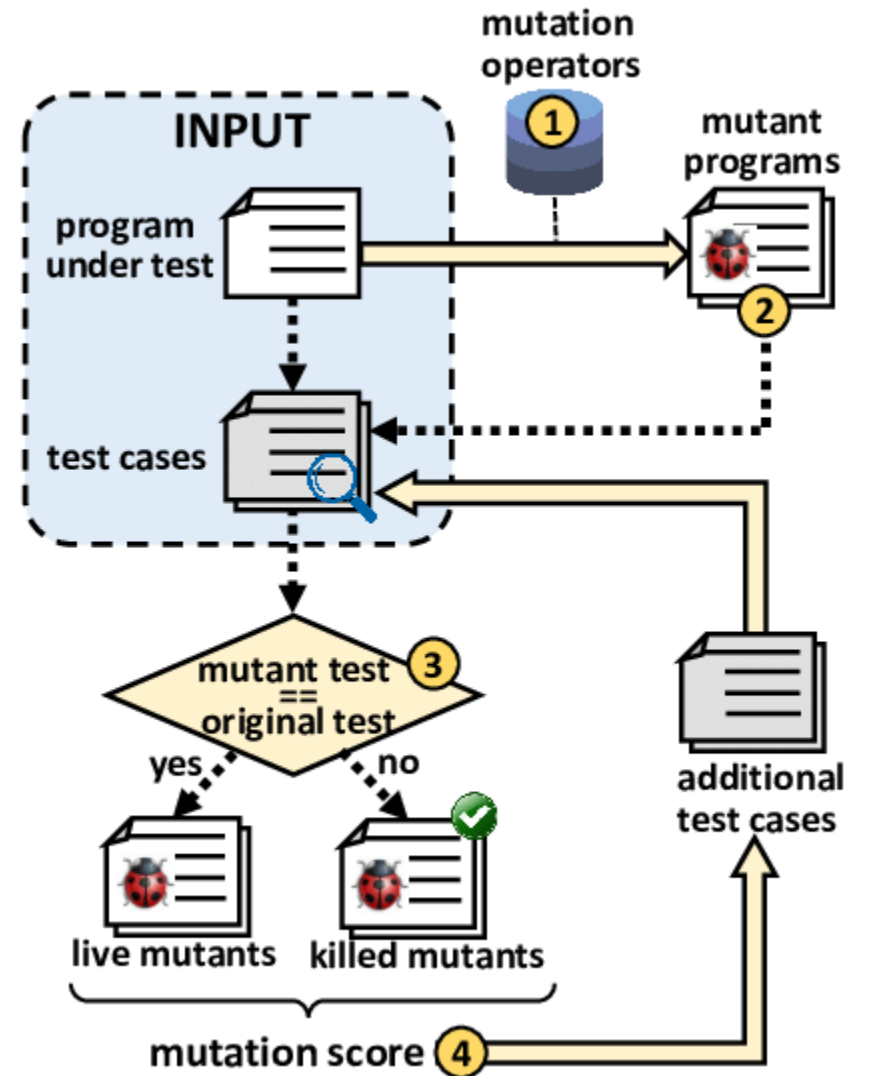 mutation
operators
1
INPUT
mutant
programs
program
under test
2
test cases
mutant test
3
==
original test
yes
no
additional
test cases
live mutants
killed mutants
mutation score
4